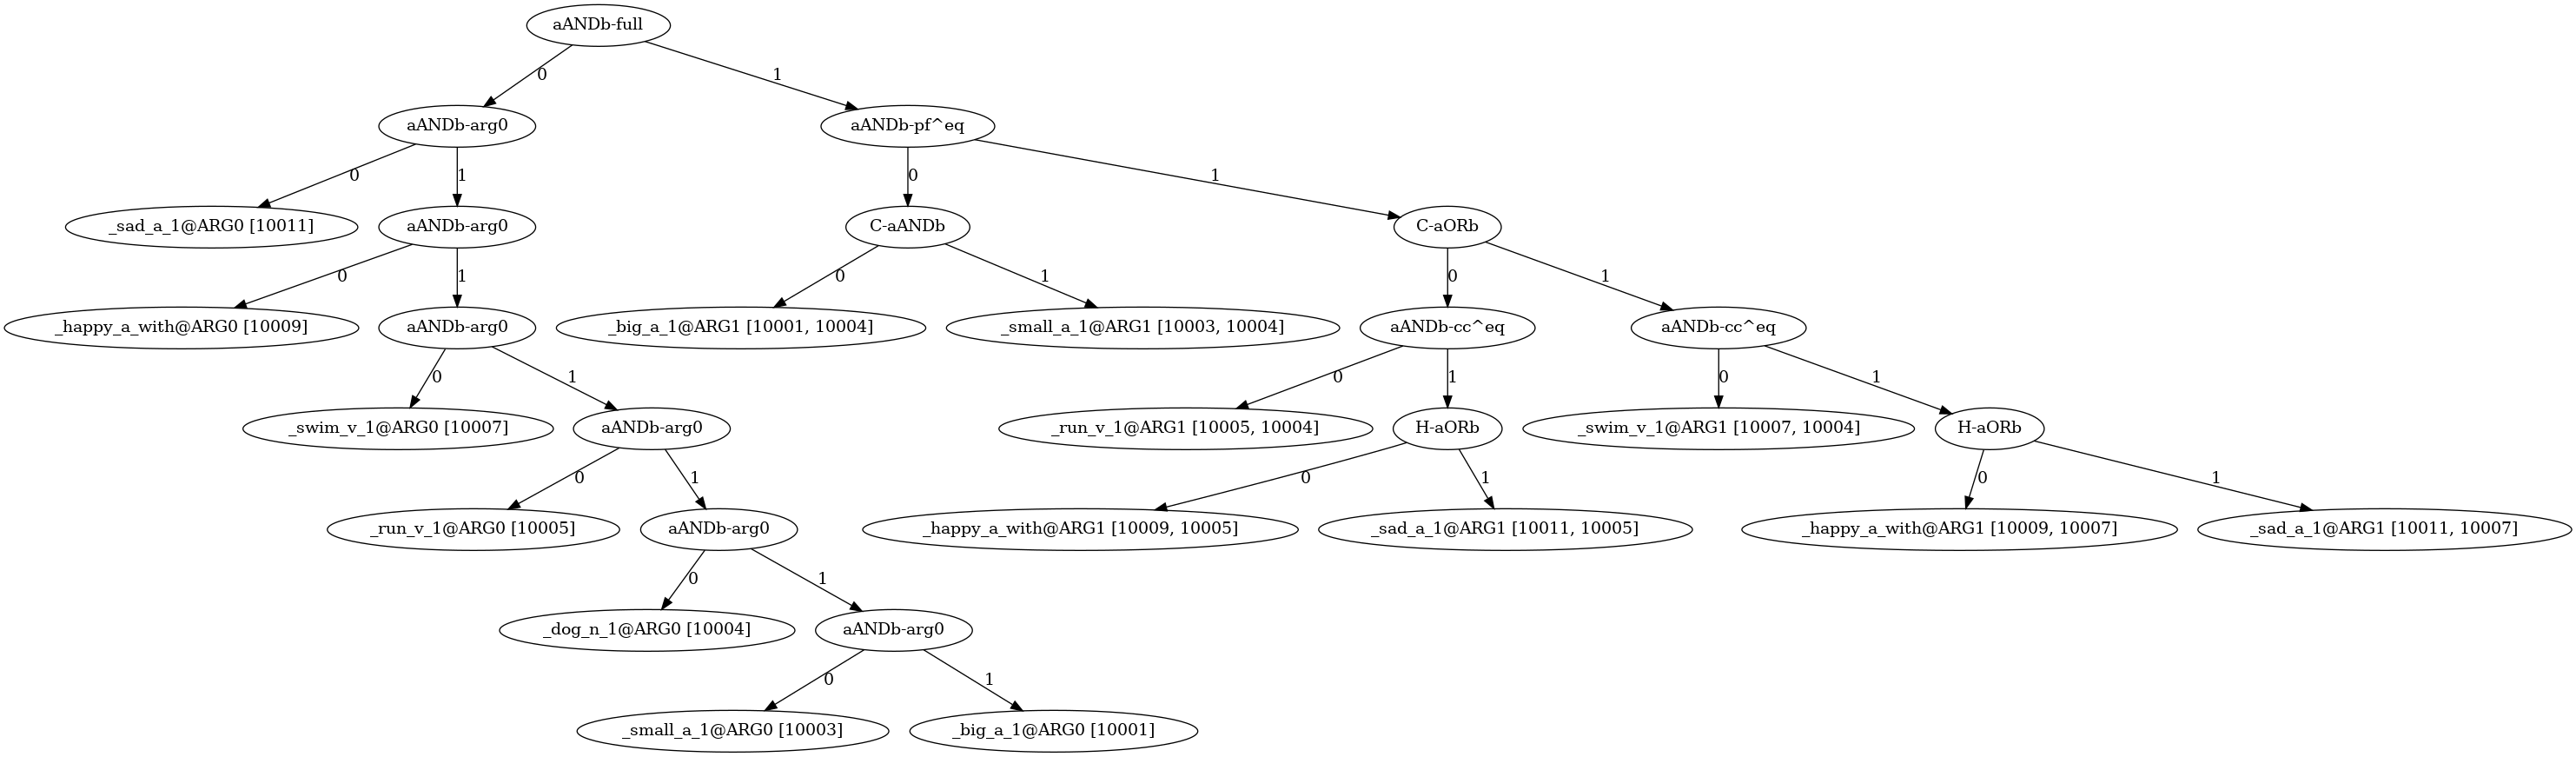 aANDb-full
0 1
aANDb-arg0 aANDb-pf^eq
0 1 0 1
_sad_a_1@ARG0 [10011] aANDb-arg0 C-aANDb C-aORb
0 1 0 1 0 1
_happy_a_with@ARG0 [10009] aANDb-arg0 _big_a_1@ARG1 [10001, 10004] _small_a_1@ARG1 [10003, 10004] aANDb-cc^eq aANDb-cc^eq
0 1 0 1 0 1
_swim_v_1@ARG0 [10007] aANDb-arg0 _run_v_1@ARG1 [10005, 10004] H-aORb _swim_v_1@ARG1 [10007, 10004] H-aORb
0 1 0 1 0 1
_run_v_1@ARG0 [10005] aANDb-arg0 _happy_a_with@ARG1 [10009, 10005] _sad_a_1@ARG1 [10011, 10005] _happy_a_with@ARG1 [10009, 10007] _sad_a_1@ARG1 [10011, 10007]
0 1
_dog_n_1@ARG0 [10004] aANDb-arg0
0 1
_small_a_1@ARG0 [10003] _big_a_1@ARG0 [10001]